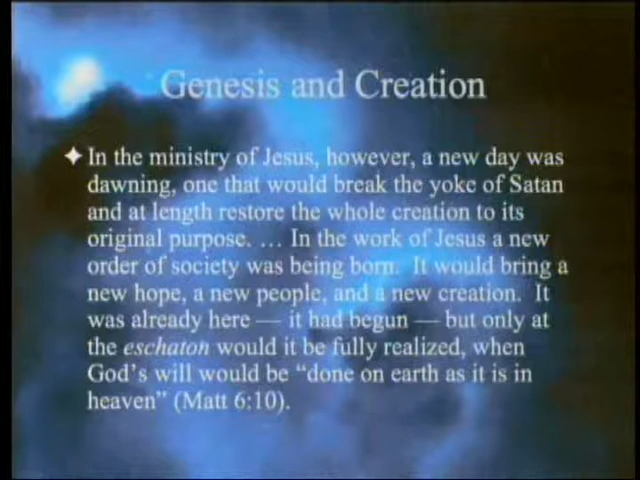 Genesis and Creation
✦ In the ministry of Jesus, however, a new day was
dawning, one that would break the yoke of Satan
and at length restore the whole creation to its
original purpose. … In the work of Jesus a new
order of society was being born.  It would bring a
new hope, a new people, and a new creation.  It
was already here — it had begun — but only at
the eschaton would it be fully realized, when
God’s will would be “done on earth as it is in
heaven” (Matt 6:10).